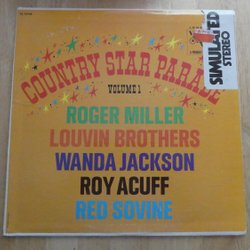 SIMULATED
STEREO
COUNTRY STAR PARADE
VOLUME 1
ROGER MILLER
LOUVIN BROTHERS
WANDA JACKSON
ROY ACUFF
RED SOVINE